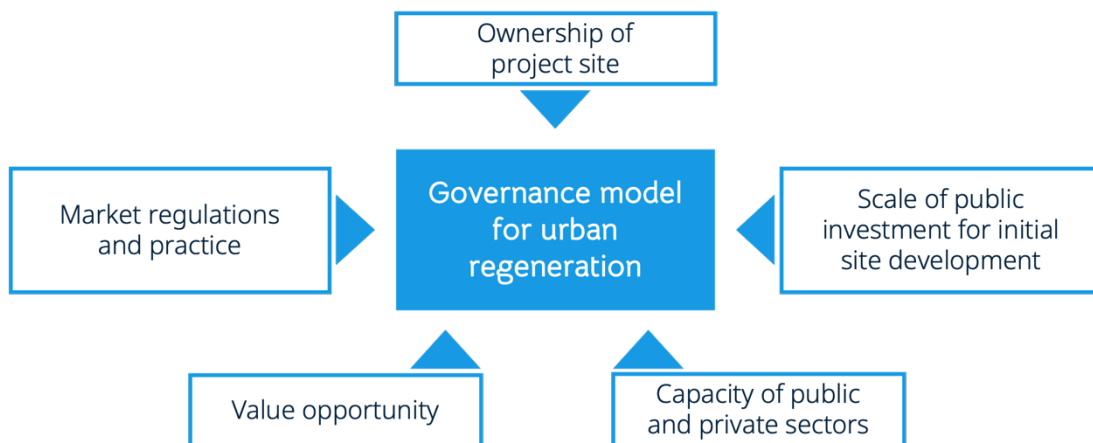 Ownership of
project site
Market regulations
and practice
Governance model
for urban
regeneration
Scale of public
investment for initial
site development
Value opportunity
Capacity of public
and private sectors